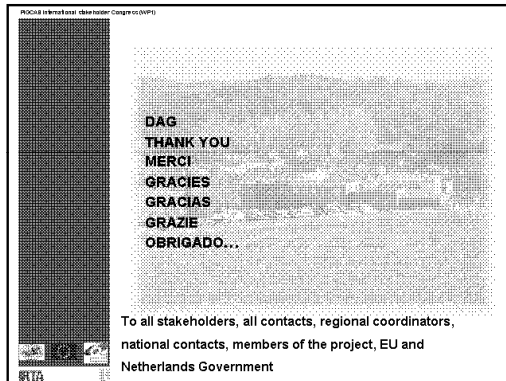 PIGCAS International stakeholder Congress (WP1)
DAG
THANK YOU
MERCI
GRACIES
GRACIAS
GRAZIE
OBRIGADO...
To all stakeholders, all contacts, regional coordinators,
national contacts, members of the project, EU and
Netherlands Government